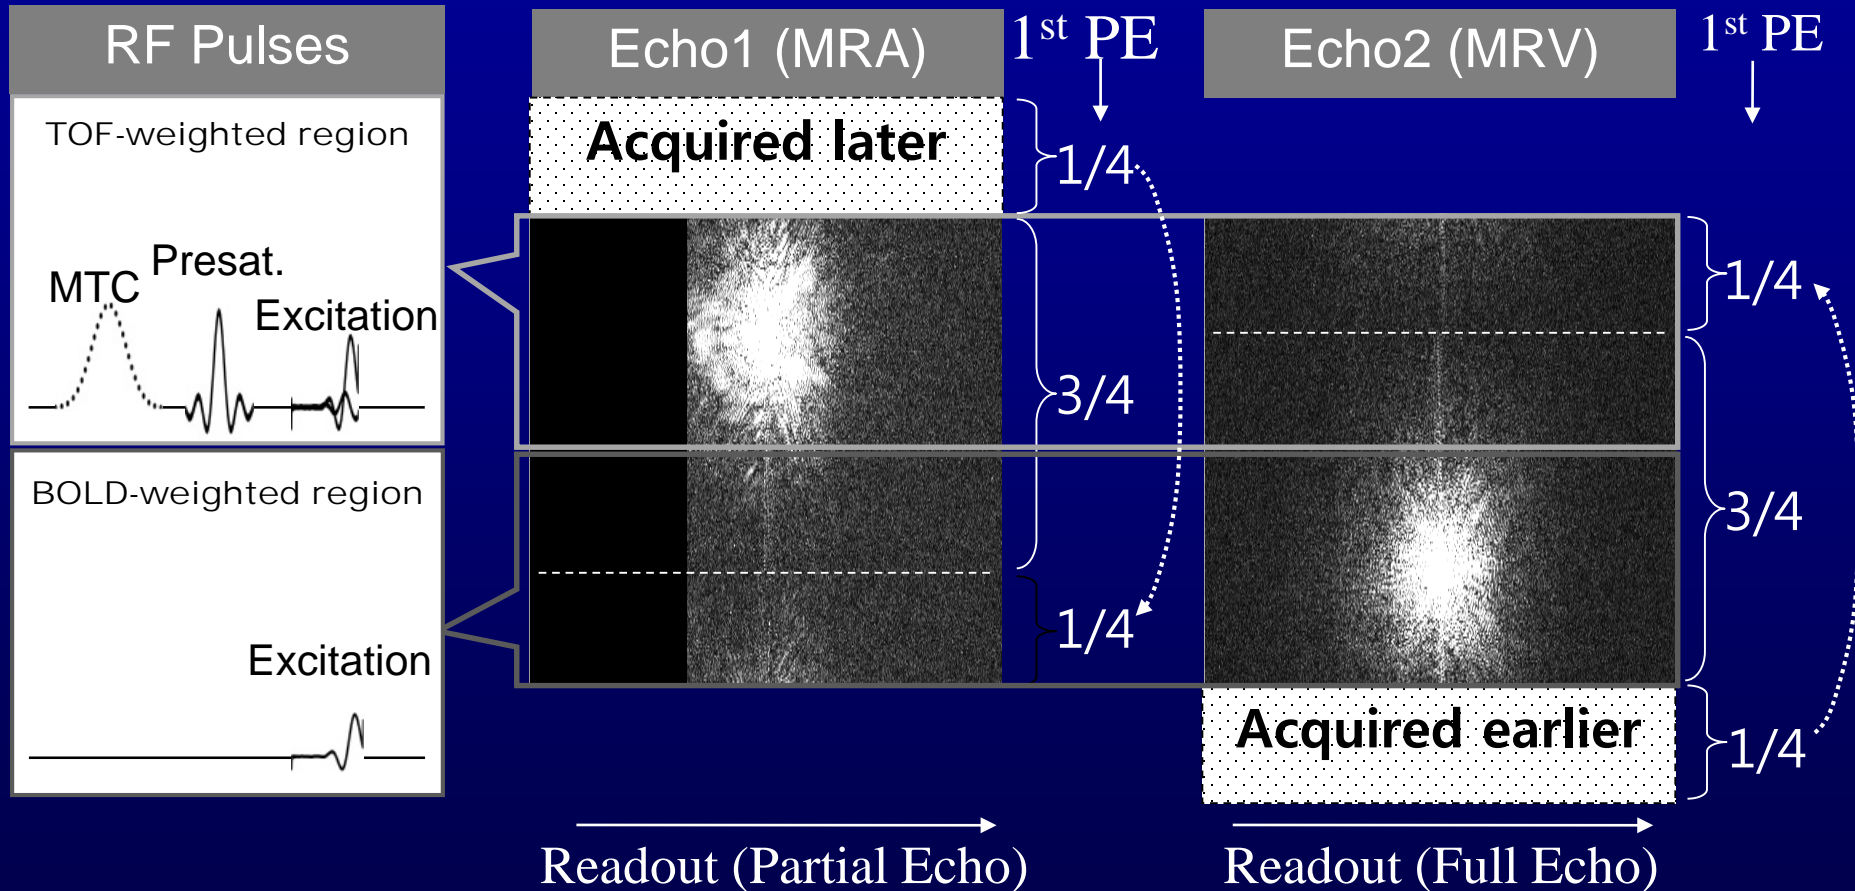 RF Pulses
Echo1 (MRA)
1st PE
Echo2 (MRV)
1st PE
TOF-weighted region
MTC
Presat.
Excitation
BOLD-weighted region
Excitation
Acquired later
1/4
3/4
1/4
1/4
3/4
Acquired earlier
1/4
Readout (Partial Echo)
Readout (Full Echo)